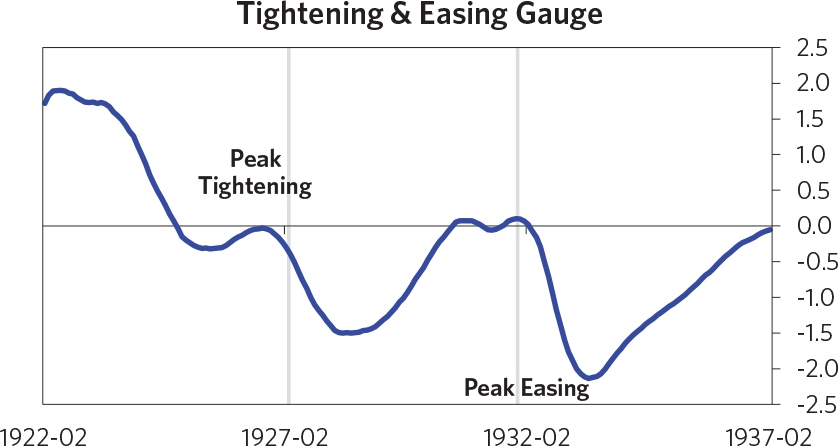 Tightening & Easing Gauge
2.5
2.0
1.5
1.0
Peak
Tightening
0.5
0.0
-0.5
-1.0
-1.5
-2.0
Peak Easing
-2.5
1922-02 1927-02 1932-02 1937-02